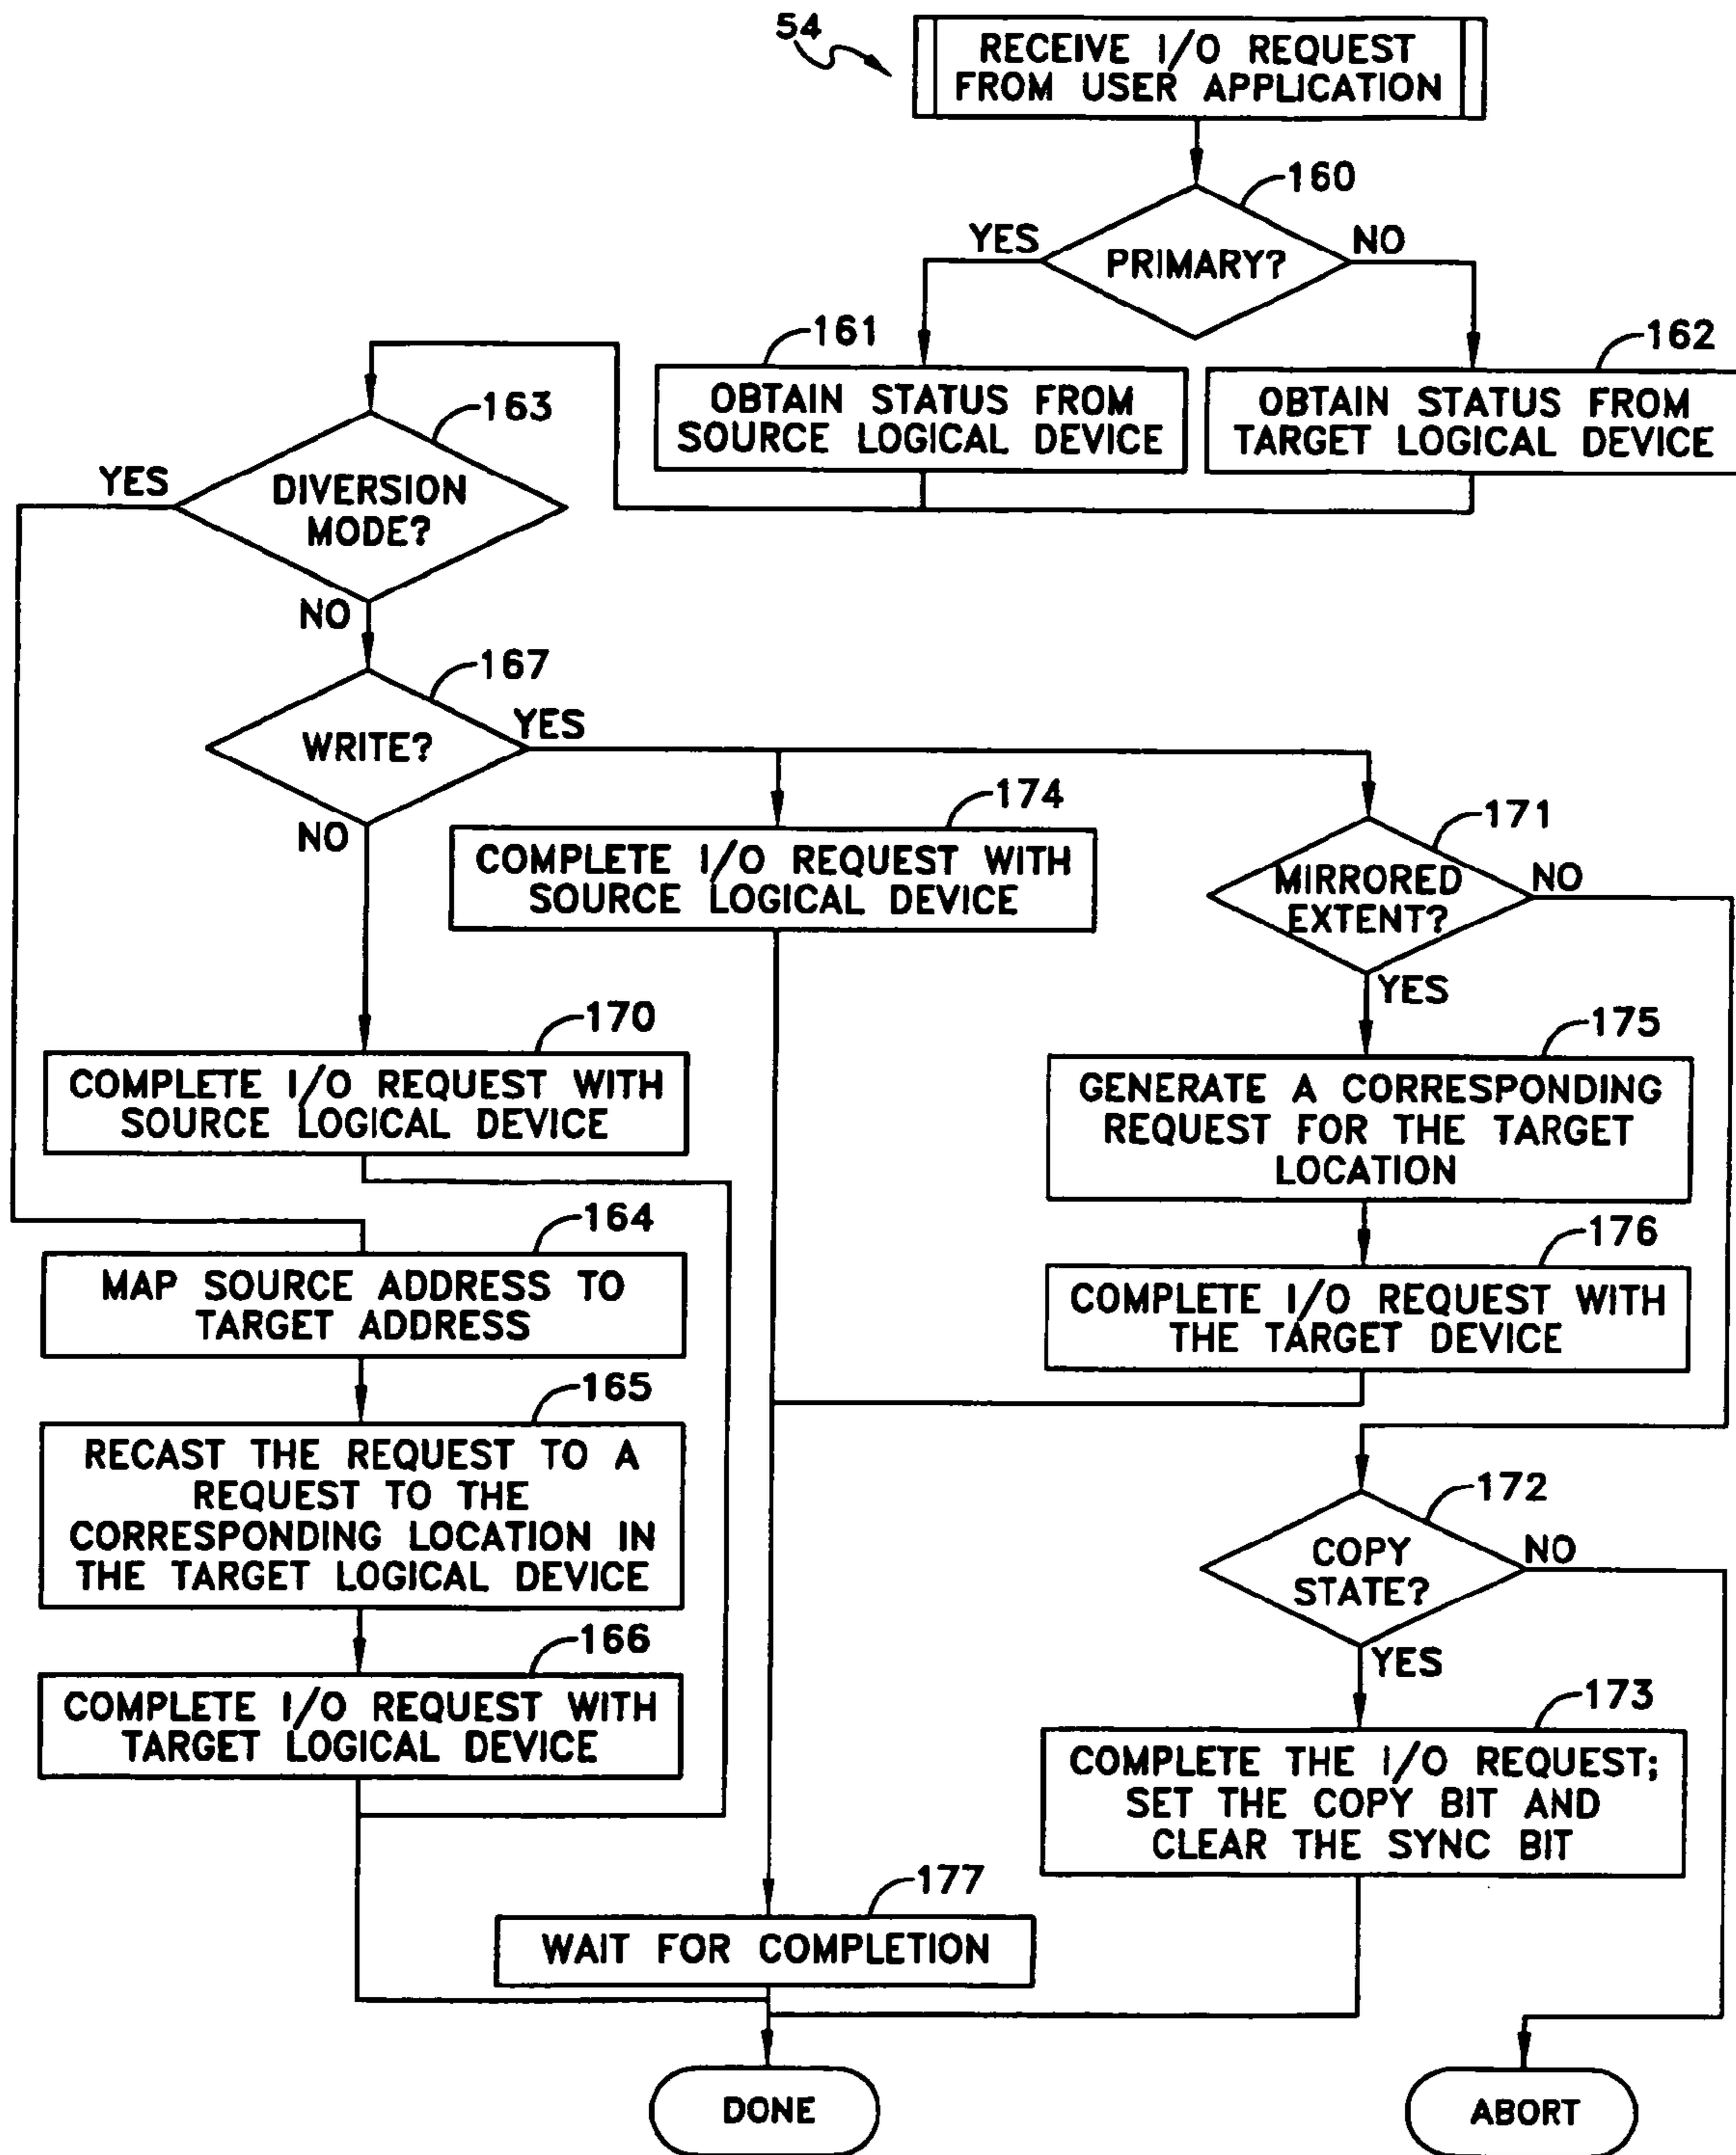 54
RECEIVE I/O REQUEST
FROM USER APPLICATION
160
YES
NO
PRIMARY?
161
162
OBTAIN STATUS FROM
SOURCE LOGICAL DEVICE
OBTAIN STATUS FROM
TARGET LOGICAL DEVICE
163
YES
DIVERSION
MODE?
NO
167
YES
WRITE?
NO
174
COMPLETE I/O REQUEST WITH
SOURCE LOGICAL DEVICE
171
MIRRORED
EXTENT?
NO
YES
170
COMPLETE I/O REQUEST WITH
SOURCE LOGICAL DEVICE
175
GENERATE A CORRESPONDING
REQUEST FOR THE TARGET
LOCATION
164
MAP SOURCE ADDRESS TO
TARGET ADDRESS
176
COMPLETE I/O REQUEST WITH
THE TARGET DEVICE
165
RECAST THE REQUEST TO A
REQUEST TO THE
CORRESPONDING LOCATION IN
THE TARGET LOGICAL DEVICE
172
COPY
STATE?
NO
YES
166
COMPLETE I/O REQUEST WITH
TARGET LOGICAL DEVICE
173
COMPLETE THE I/O REQUEST;
SET THE COPY BIT AND
CLEAR THE SYNC BIT
177
WAIT FOR COMPLETION
DONE
ABORT